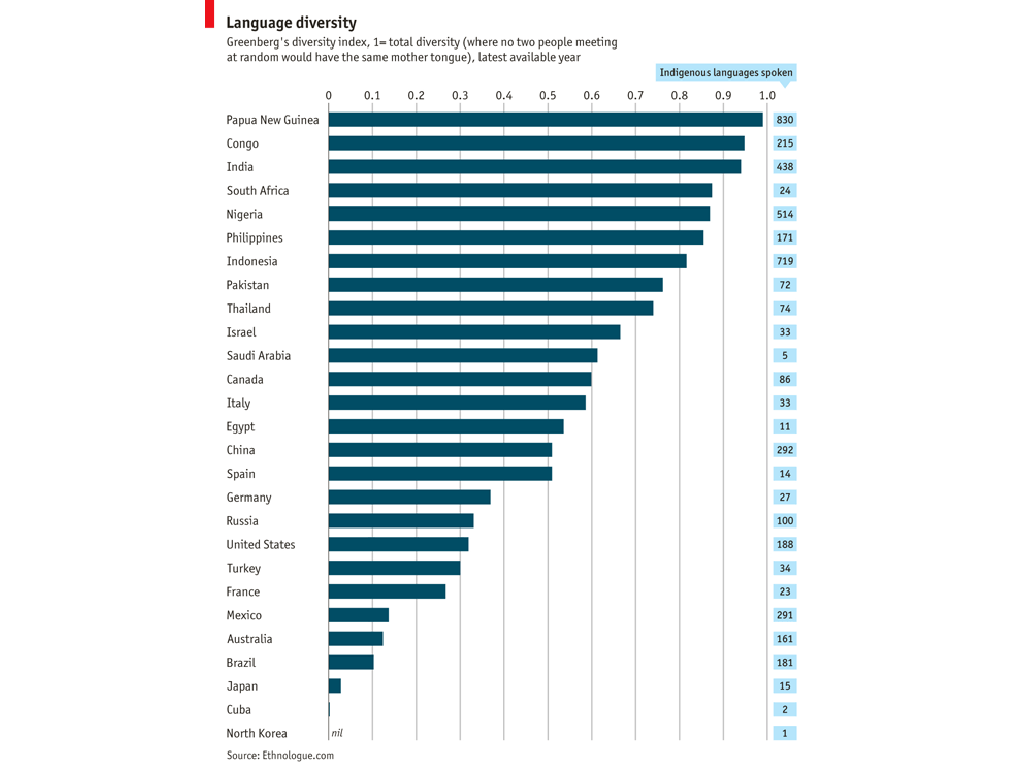 Language diversity
Greenberg's diversity index, 1= total diversity (where no two people meeting
at random would have the same mother tongue), latest available year
Indigenous languages spoken
0 0.1 0.2 0.3 0.4 0.5 0.6 0.7 0.8 0.9 1.0
Papua New Guinea 830
Congo 215
India 438
South Africa 24
Nigeria 514
Philippines 171
Indonesia 719
Pakistan 72
Thailand 74
Israel 33
Saudi Arabia 5
Canada 86
Italy 33
Egypt 11
China 292
Spain 14
Germany 27
Russia 100
United States 188
Turkey 34
France 23
Mexico 291
Australia 161
Brazil 181
Japan 15
Cuba 2
North Korea nil 1
Source: Ethnologue.com